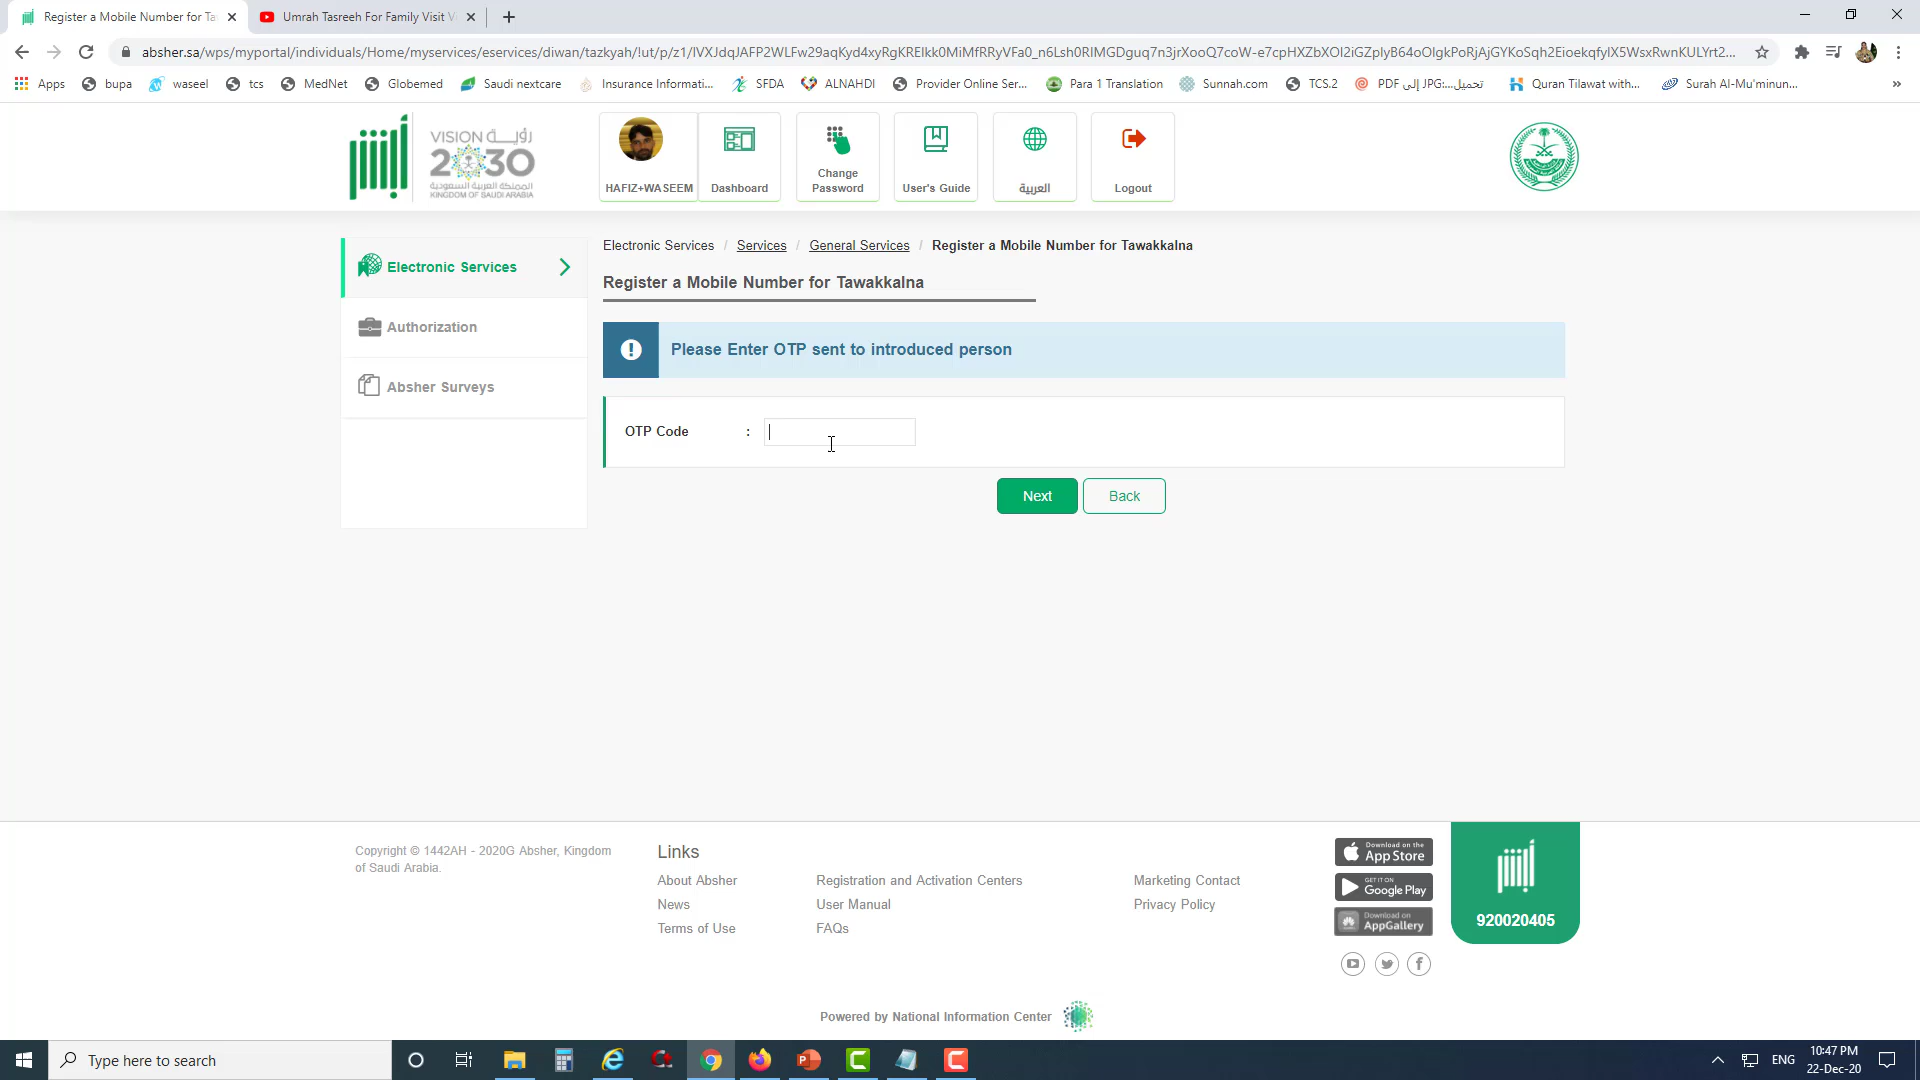 Register a Mobile Number for Ta
Umrah Tasreeh For Family Visit V
absher.sa/wps/myportal/individuals/Home/myservices/eservices/diwan/tazkyah/!ut/p/z1/
Apps
bupa
waseel
tcs
MedNet
Globemed
Saudi nextcare
Insurance Informati...
SFDA
ALNAHDI
Provider Online Ser...
Para 1 Translation
Sunnah.com
TCS.2
تحميل...JPG إلى PDF
Quran Tilawat with...
Surah Al-Mu'minun...
»
أبشر
VISION رؤية
2030
المملكة العربية السعودية
KINGDOM OF SAUDI ARABIA
HAFIZ+WASEEM
Dashboard
Change
Password
User's Guide
العربية
Logout
Electronic Services / Services / General Services / Register a Mobile Number for Tawakkalna
Electronic Services
Authorization
Absher Surveys
Register a Mobile Number for Tawakkalna
Please Enter OTP sent to introduced person
OTP Code :
Next
Back
Copyright © 1442AH - 2020G Absher, Kingdom
of Saudi Arabia.
Links
About Absher
News
Terms of Use
Registration and Activation Centers
User Manual
FAQs
Marketing Contact
Privacy Policy
Download on the
App Store
GET IT ON
Google Play
Download on
AppGallery
أبشر
920020405
Powered by National Information Center
Type here to search
ENG
10:47 PM
22-Dec-20